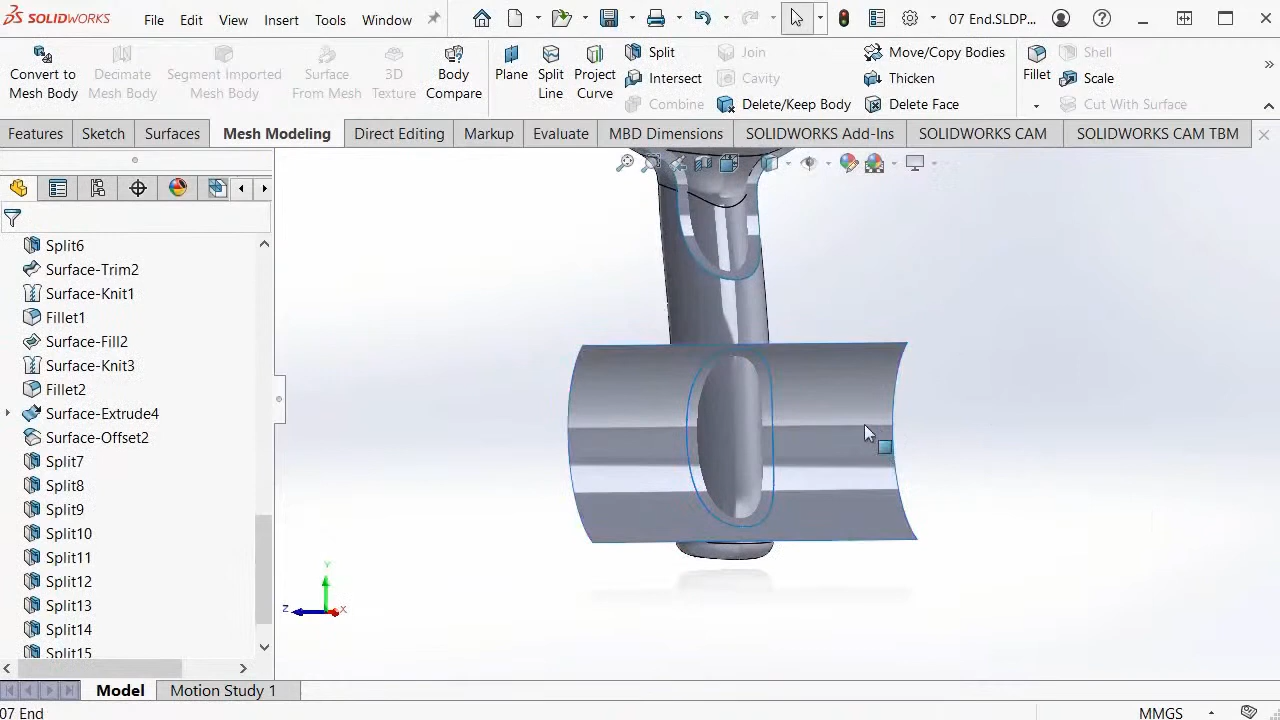 SOLIDWORKS File Edit View Insert Tools Window 07 End.SLDP...
Convert to Mesh Body
Decimate Mesh Body
Segment Imported Mesh Body
Surface From Mesh
3D Texture
Body Compare
Plane
Split Line
Project Curve
Split
Intersect
Combine
Join
Cavity
Delete/Keep Body
Move/Copy Bodies
Thicken
Delete Face
Fillet
Shell
Scale
Cut With Surface
Features Sketch Surfaces Mesh Modeling Direct Editing Markup Evaluate MBD Dimensions SOLIDWORKS Add-Ins SOLIDWORKS CAM SOLIDWORKS CAM TBM
Split6
Surface-Trim2
Surface-Knit1
Fillet1
Surface-Fill2
Surface-Knit3
Fillet2
Surface-Extrude4
Surface-Offset2
Split7
Split8
Split9
Split10
Split11
Split12
Split13
Split14
Split15
Y
Z X
Model Motion Study 1
07 End MMGS